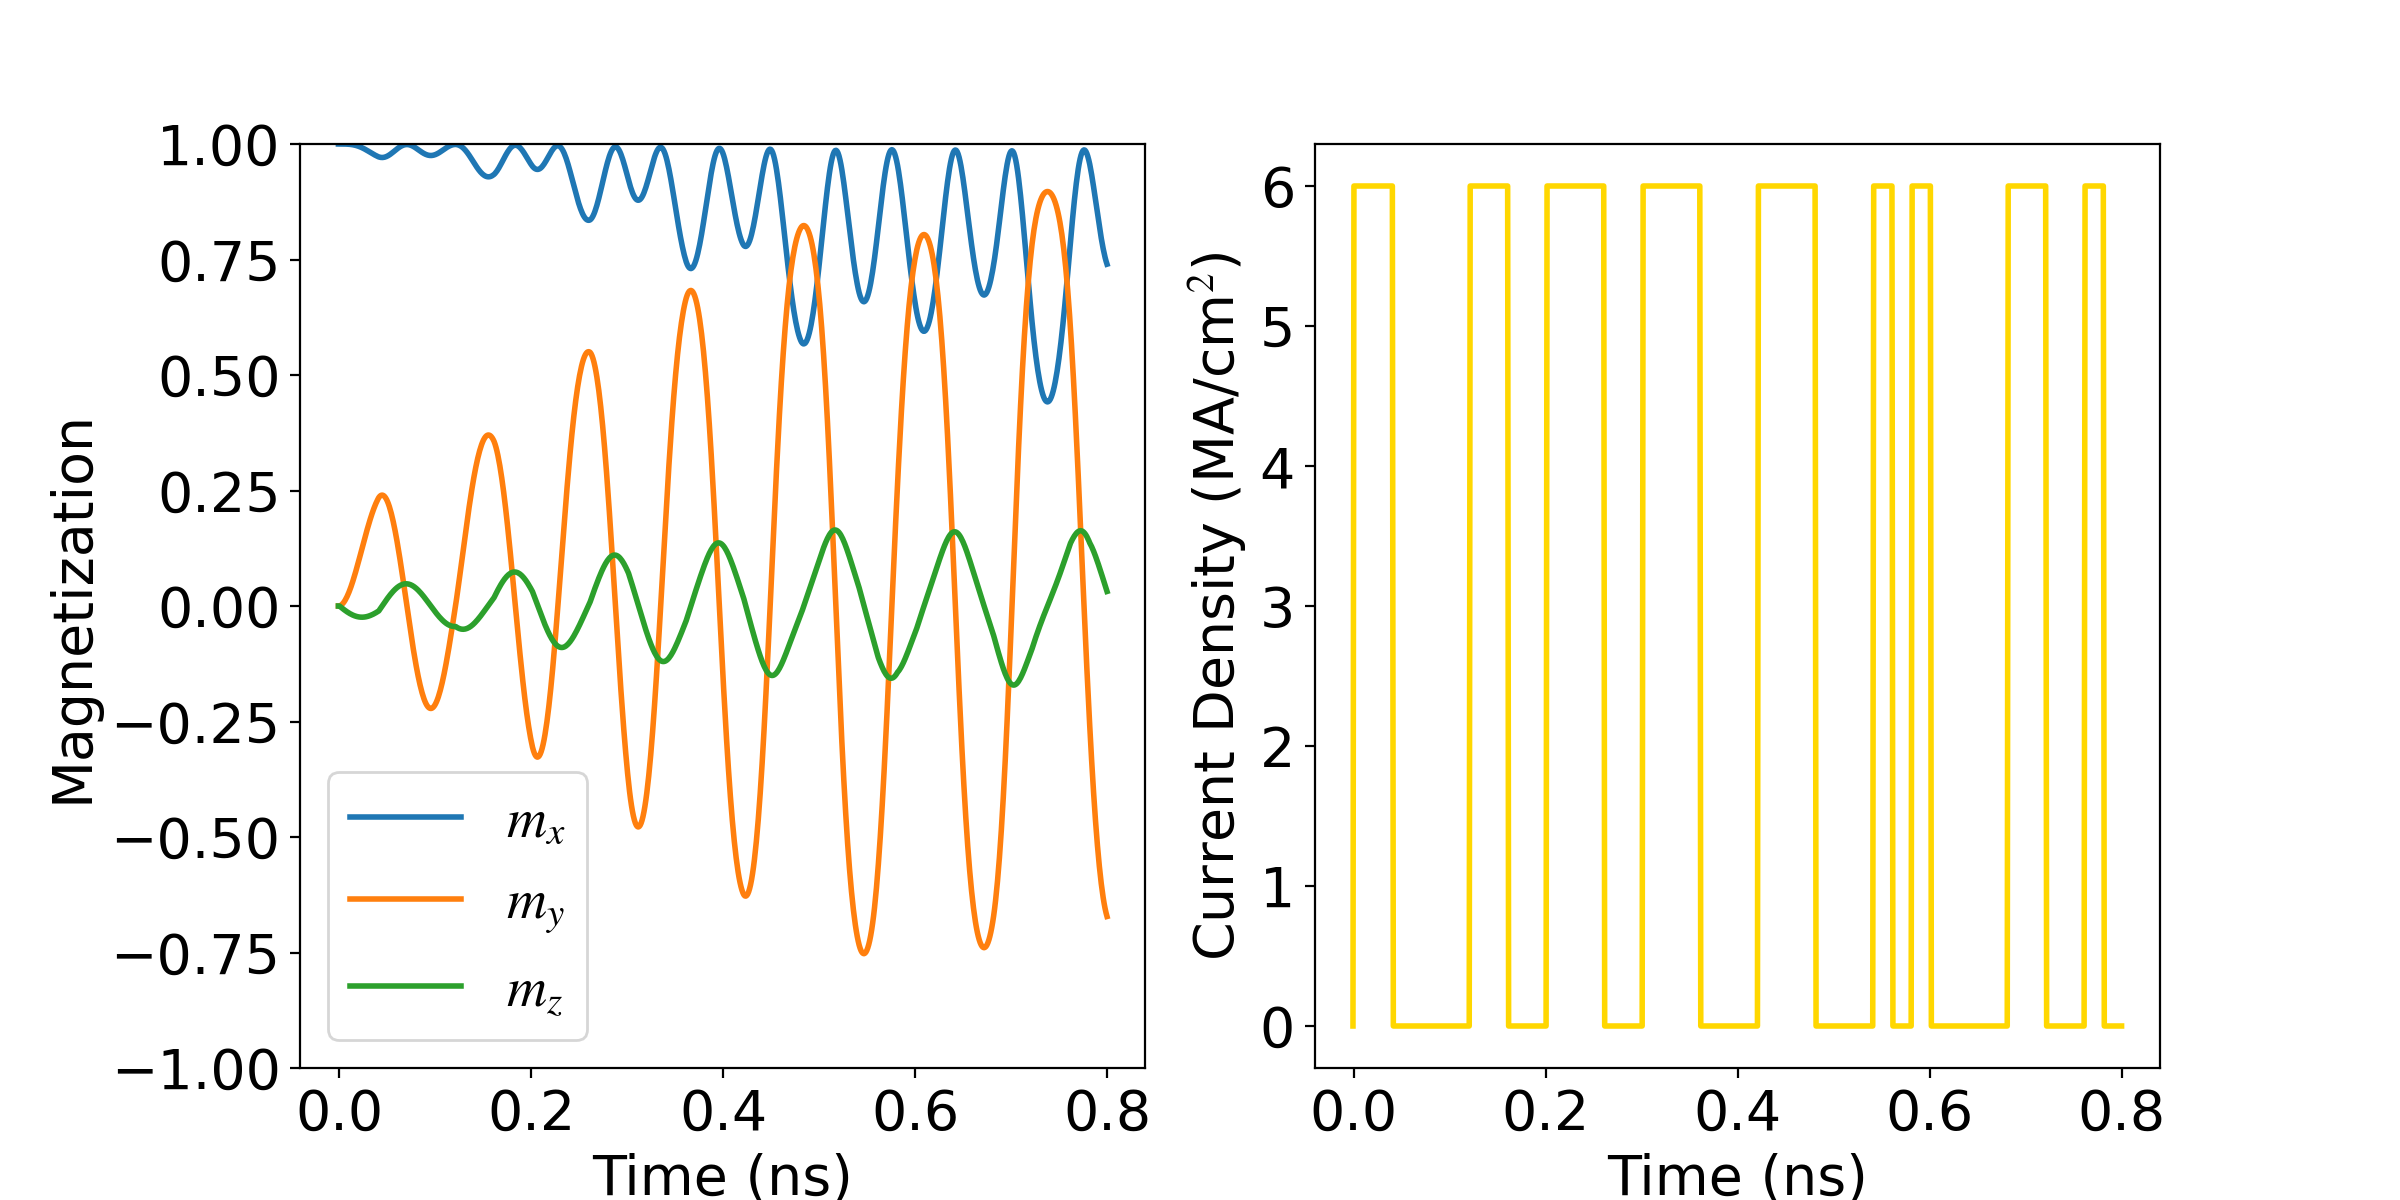 Magnetization
1.00
0.75
0.50
0.25
0.00
−0.25
−0.50
−0.75
−1.00
m_x
m_y
m_z
0.0 0.2 0.4 0.6 0.8
Time (ns)
Current Density (MA/cm²)
6
5
4
3
2
1
0
0.0 0.2 0.4 0.6 0.8
Time (ns)